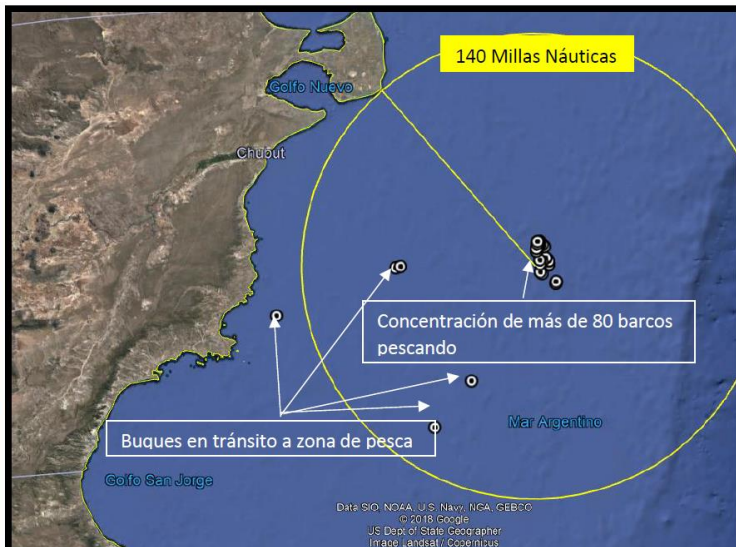 140 Millas Náuticas
Golfo Nuevo
Chubut
Concentración de más de 80 barcos
pescando
Buques en tránsito a zona de pesca
Mar Argentino
Golfo San Jorge
Data SIO, NOAA, U.S. Navy, NGA, GEBCO
© 2018 Google
US Dept of State Geographer
Image Landsat / Copernicus